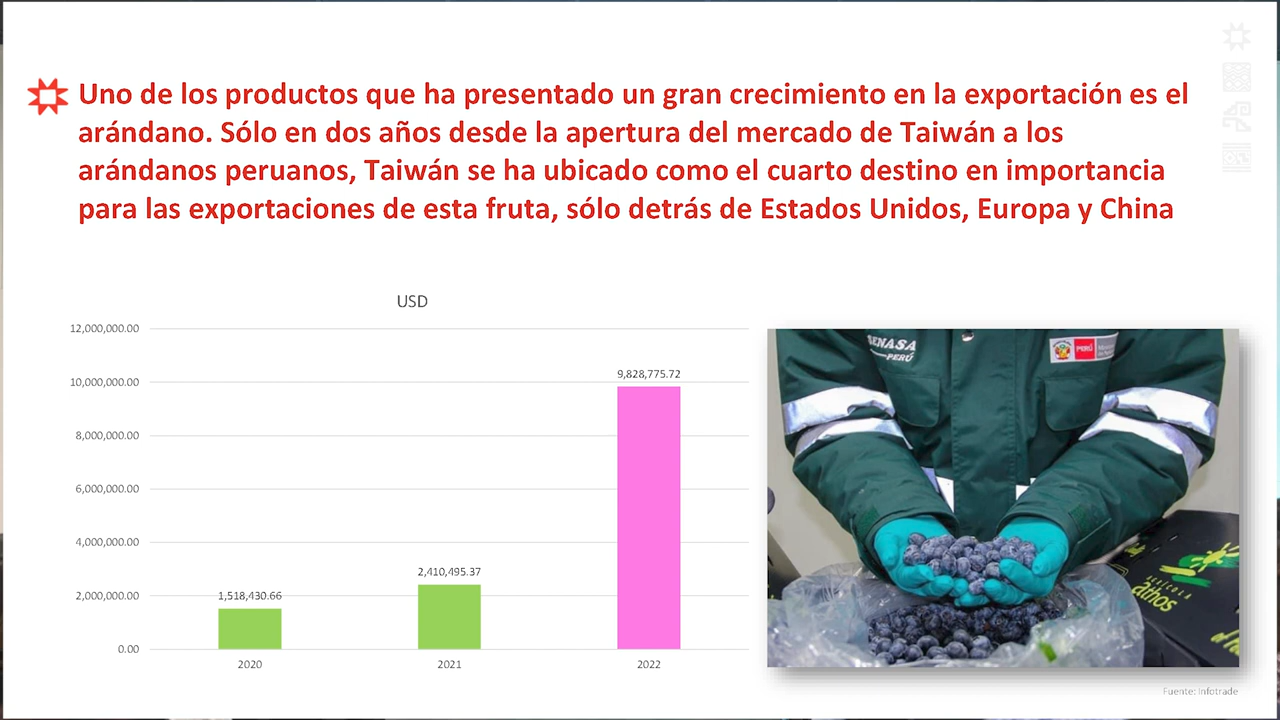 Uno de los productos que ha presentado un gran crecimiento en la exportación es el
arándano. Sólo en dos años desde la apertura del mercado de Taiwán a los
arándanos peruanos, Taiwán se ha ubicado como el cuarto destino en importancia
para las exportaciones de esta fruta, sólo detrás de Estados Unidos, Europa y China
USD
12,000,000.00
10,000,000.00
8,000,000.00
6,000,000.00
4,000,000.00
2,000,000.00
0.00
1,518,430.66
2,410,495.37
9,828,775.72
2020
2021
2022
SENASA
PERÚ
PERÚ
AGRÍCOLA
athos
Fuente: Infotrade